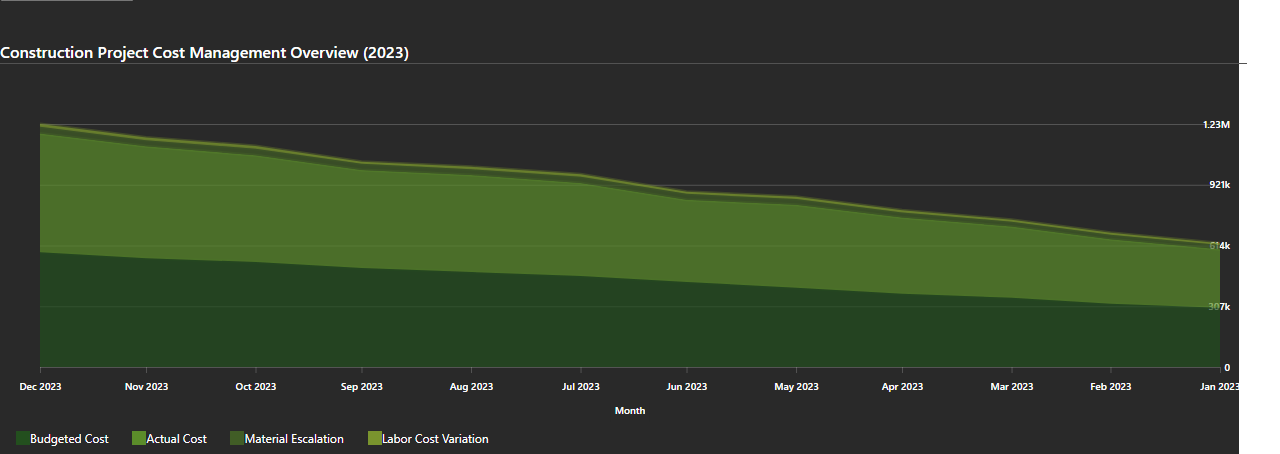 Construction Project Cost Management Overview (2023)
1.23M
921k
614k
307k
0
Dec 2023 Nov 2023 Oct 2023 Sep 2023 Aug 2023 Jul 2023 Jun 2023 May 2023 Apr 2023 Mar 2023 Feb 2023 Jan 2023
Month
Budgeted Cost Actual Cost Material Escalation Labor Cost Variation